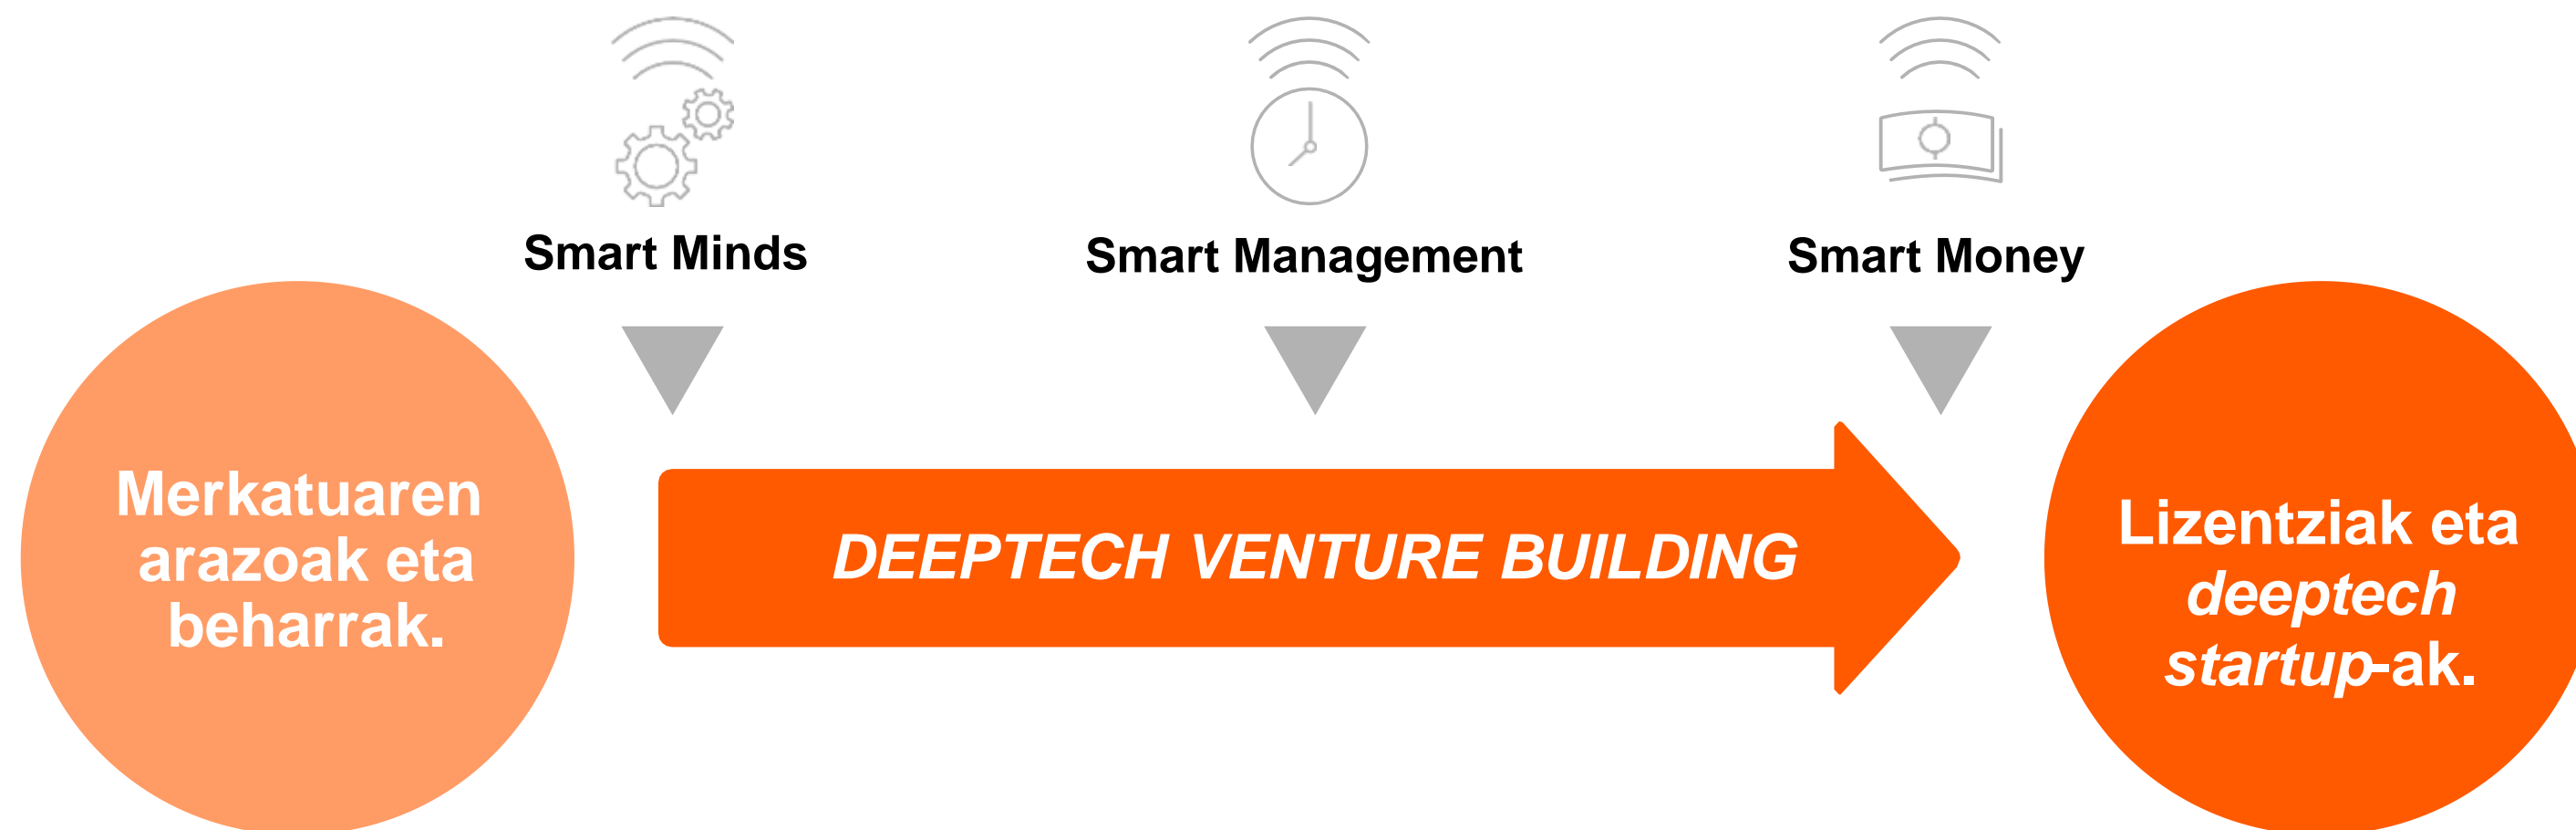 Smart Minds
Smart Management
Smart Money
Merkatuaren
arazoak eta
beharrak.
DEEPTECH VENTURE BUILDING
Lizentziak eta
deeptech
startup-ak.